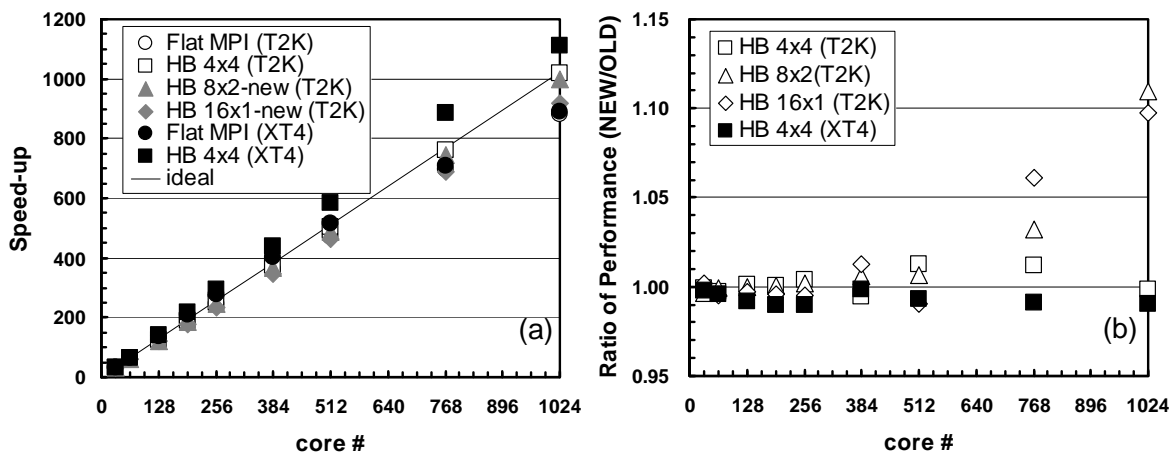 1200
1000
800
600
400
200
0
Speed-up
Flat MPI (T2K)
HB 4x4 (T2K)
HB 8x2-new (T2K)
HB 16x1-new (T2K)
Flat MPI (XT4)
HB 4x4 (XT4)
ideal
(a)
0 128 256 384 512 640 768 896 1024
core #
1.15
1.10
1.05
1.00
0.95
Ratio of Performance (NEW/OLD)
HB 4x4 (T2K)
HB 8x2(T2K)
HB 16x1 (T2K)
HB 4x4 (XT4)
(b)
0 128 256 384 512 640 768 896 1024
core #